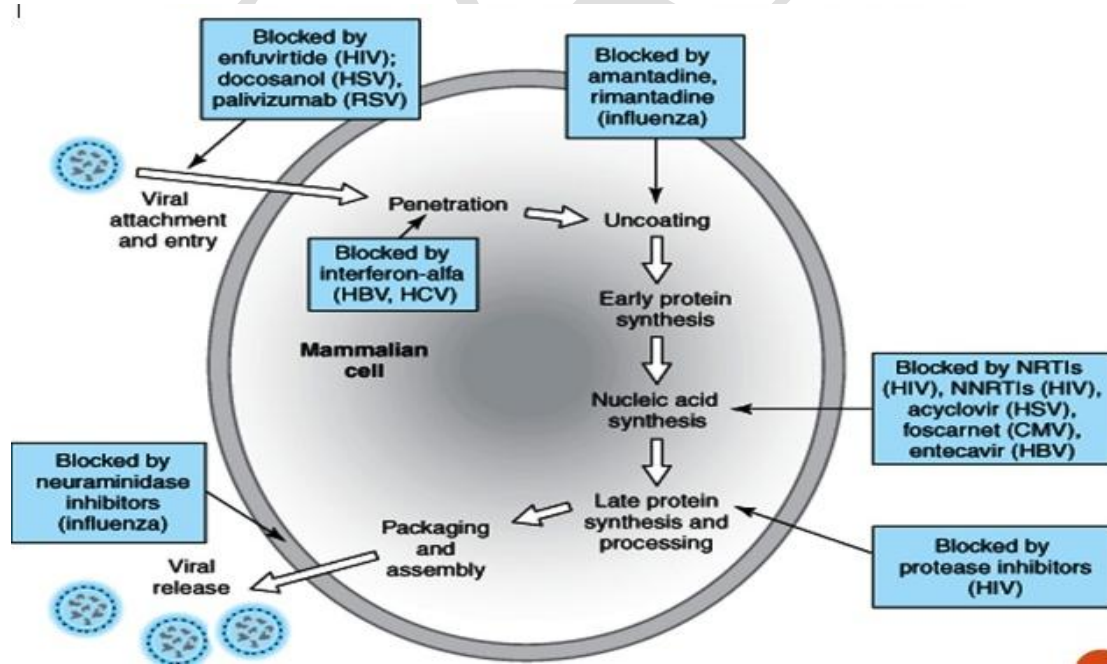 Blocked by
enfuvirtide (HIV);
docosanol (HSV),
palivizumab (RSV)
Blocked by
amantadine,
rimantadine
(influenza)
Viral
attachment
and entry
Penetration
Uncoating
Blocked by
interferon-alfa
(HBV, HCV)
Early protein
synthesis
Mammalian
cell
Nucleic acid
synthesis
Blocked by NRTIs
(HIV), NNRTIs (HIV),
acyclovir (HSV),
foscarnet (CMV),
entecavir (HBV)
Blocked by
neuraminidase
inhibitors
(influenza)
Late protein
synthesis and
processing
Packaging
and
assembly
Blocked by
protease inhibitors
(HIV)
Viral
release